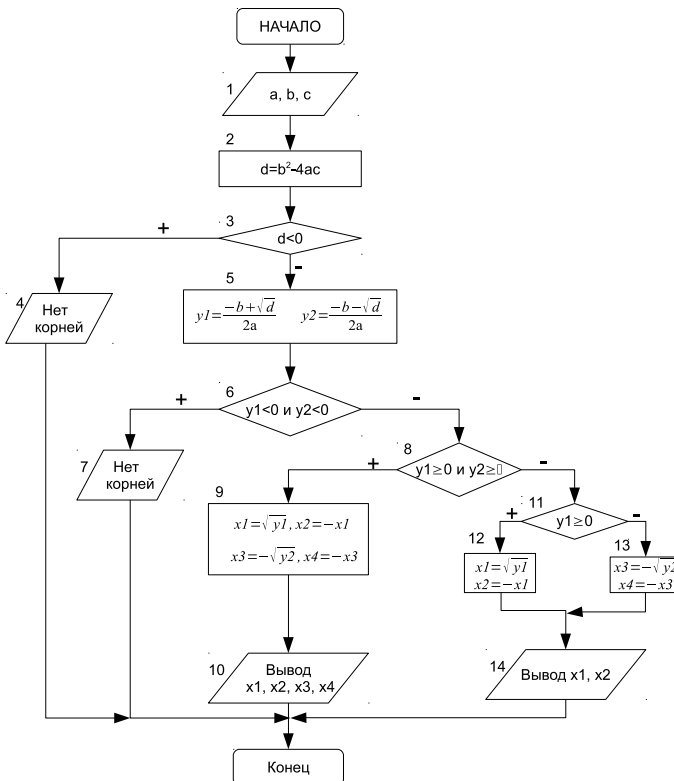 НАЧАЛО
1
a, b, c
2
d=b²-4ac
3
+
d<0
-
4
Нет
корней
5
y1=(-b+√d)/2a y2=(-b-√d)/2a
6
+
y1<0 и y2<0
-
7
Нет
корней
8
+
y1≥0 и y2≥
-
9
x1=√y1, x2=-x1
x3=-√y2, x4=-x3
11
+
y1≥0
-
12
x1=√y1
x2=-x1
13
x3=-√y2
x4=-x3
10
Вывод
x1, x2, x3, x4
14
Вывод x1, x2
Конец